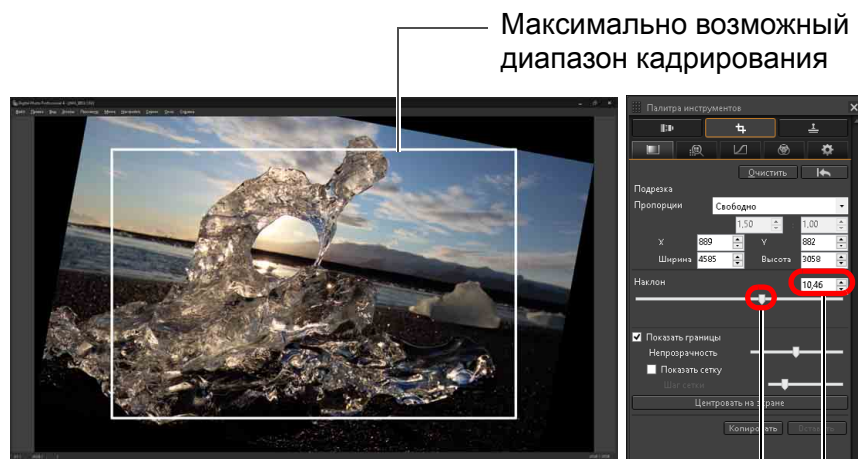 Максимально возможный
диапазон кадрирования
Палитра инструментов
Очистить
Подрезка
Пропорции Свободно
1,50 : 1,00
X 889 Y 882
Ширина 4585 Высота 3058
Наклон 10,46
Показать границы
Непрозрачность
Показать сетку
Шаг сетки
Центровать на экране
Копировать Вставить